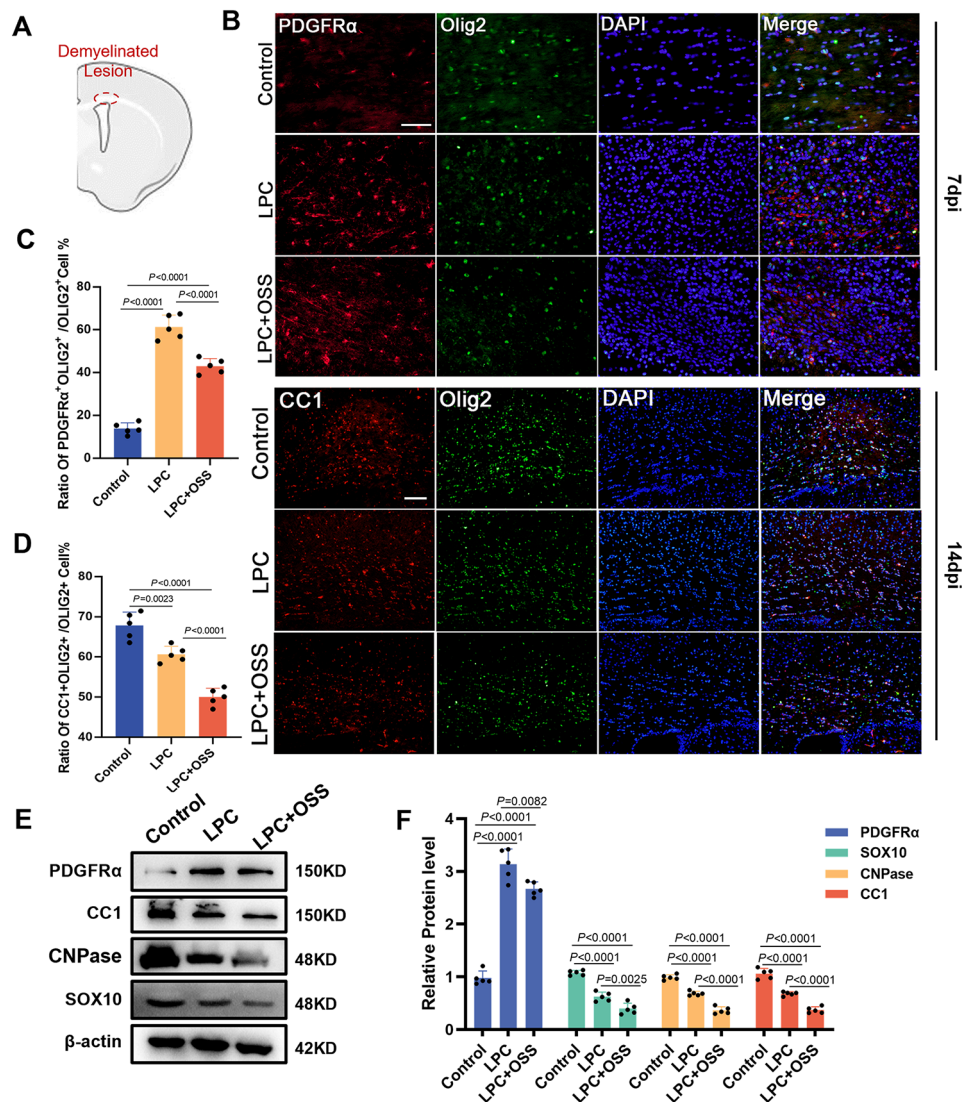 A
Demyelinated
Lesion
B
PDGFRα
Olig2
DAPI
Merge
Control
LPC
LPC+OSS
7dpi
CC1
Olig2
DAPI
Merge
Control
LPC
LPC+OSS
14dpi
C
Ratio Of PDGFRα+OLIG2+ /OLIG2+Cell %
P<0.0001
P<0.0001
P<0.0001
80
60
40
20
0
Control
LPC
LPC+OSS
D
Ratio Of CC1+OLIG2+ /OLIG2+ Cell%
P<0.0001
P=0.0023
P<0.0001
80
70
60
50
40
Control
LPC
LPC+OSS
E
Control
LPC
LPC+OSS
PDGFRα
150KD
CC1
150KD
CNPase
48KD
SOX10
48KD
β-actin
42KD
F
Relative Protein level
4
3
2
1
0
P=0.0082
P<0.0001
P<0.0001
P<0.0001
P<0.0001
P=0.0025
P<0.0001
P<0.0001
P<0.0001
P<0.0001
P<0.0001
P<0.0001
PDGFRα
SOX10
CNPase
CC1
Control
LPC
LPC+OSS
Control
LPC
LPC+OSS
Control
LPC
LPC+OSS
Control
LPC
LPC+OSS